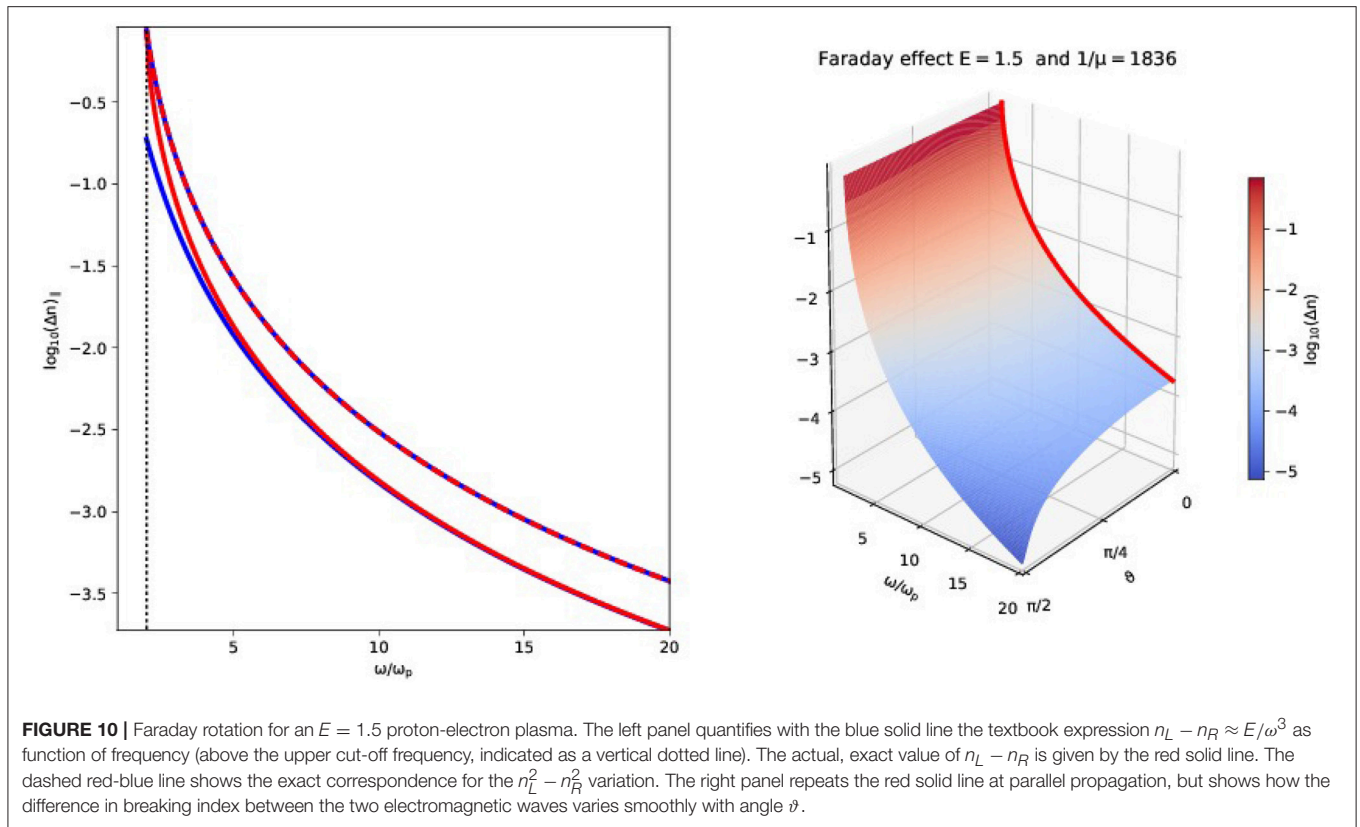 −0.5
−1.0
−1.5
−2.0
−2.5
−3.0
−3.5
log₁₀(Δn)∥
5
10
15
20
ω/ωₚ
Faraday effect E = 1.5 and 1/μ = 1836
−1
−2
−3
−4
−5
5
10
15
20
ω/ωₚ
π/2
π/4
0
ϑ
−1
−2
−3
−4
−5
log₁₀(Δn)
FIGURE 10 | Faraday rotation for an E = 1.5 proton-electron plasma. The left panel quantifies with the blue solid line the textbook expression n_L − n_R ≈ E/ω³ as
function of frequency (above the upper cut-off frequency, indicated as a vertical dotted line). The actual, exact value of n_L − n_R is given by the red solid line. The
dashed red-blue line shows the exact correspondence for the n_L² − n_R² variation. The right panel repeats the red solid line at parallel propagation, but shows how the
difference in breaking index between the two electromagnetic waves varies smoothly with angle ϑ.